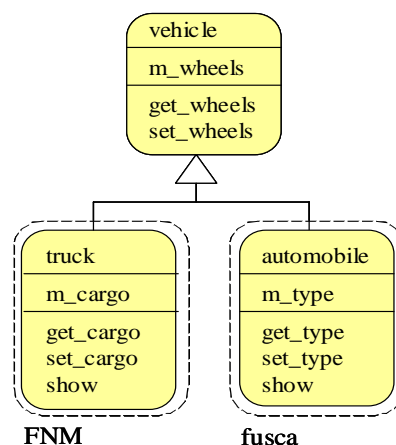 vehicle
m_wheels
get_wheels
set_wheels
truck
m_cargo
get_cargo
set_cargo
show
FNM
automobile
m_type
get_type
set_type
show
fusca